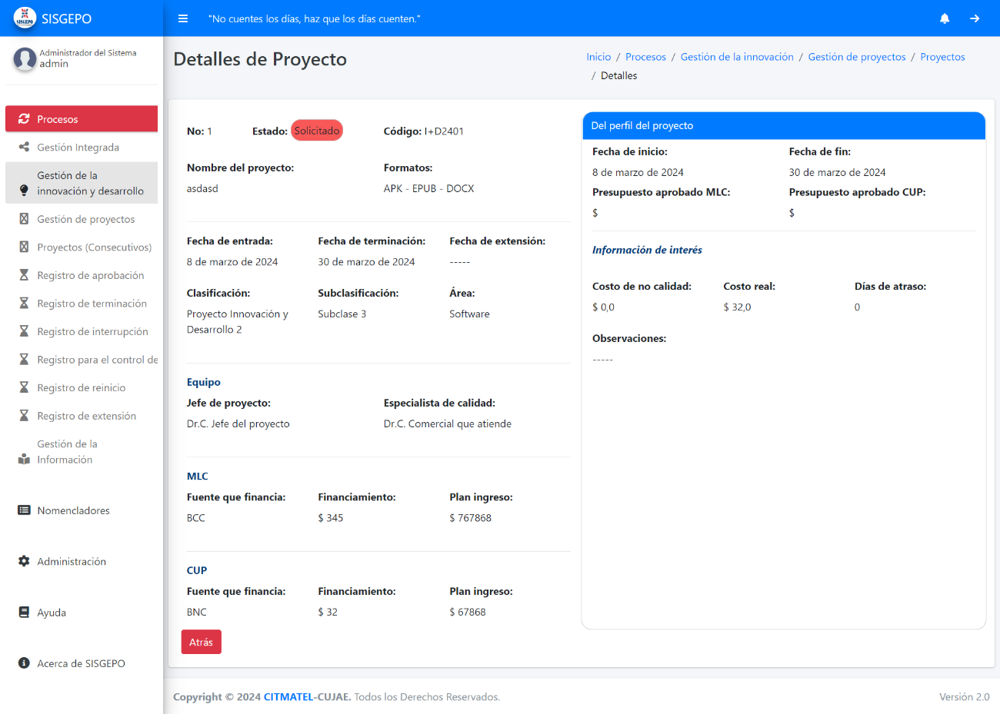 SISGEPO
SISGEPO
"No cuentes los días, haz que los días cuenten."
Administrador del Sistema
admin
Procesos
Gestión Integrada
Gestión de la
innovación y desarrollo
Gestión de proyectos
Proyectos (Consecutivos)
Registro de aprobación
Registro de terminación
Registro de interrupción
Registro para el control de
Registro de reinicio
Registro de extensión
Gestión de la
Información
Nomencladores
Administración
Ayuda
Acerca de SISGEPO
Detalles de Proyecto
Inicio / Procesos / Gestión de la innovación / Gestión de proyectos / Proyectos
/ Detalles
No: 1 Estado: Solicitado Código: I+D2401
Nombre del proyecto: Formatos:
asdasd APK - EPUB - DOCX
Fecha de entrada: Fecha de terminación: Fecha de extensión:
8 de marzo de 2024 30 de marzo de 2024 -----
Clasificación: Subclasificación: Área:
Proyecto Innovación y Subclase 3 Software
Desarrollo 2
Equipo
Jefe de proyecto: Especialista de calidad:
Dr.C. Jefe del proyecto Dr.C. Comercial que atiende
MLC
Fuente que financia: Financiamiento: Plan ingreso:
BCC $ 345 $ 767868
CUP
Fuente que financia: Financiamiento: Plan ingreso:
BNC $ 32 $ 67868
Atrás
Del perfil del proyecto
Fecha de inicio: Fecha de fin:
8 de marzo de 2024 30 de marzo de 2024
Presupuesto aprobado MLC: Presupuesto aprobado CUP:
$ $
Información de interés
Costo de no calidad: Costo real: Días de atraso:
$ 0,0 $ 32,0 0
Observaciones:
-----
Copyright © 2024 CITMATEL-CUJAE. Todos los Derechos Reservados.
Versión 2.0